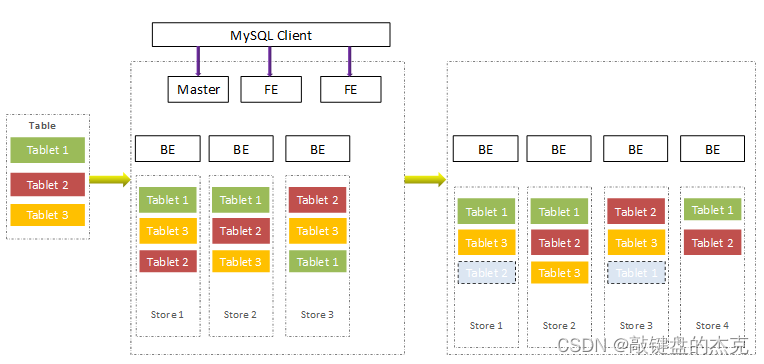 MySQL Client
Master
FE
FE
Table
Tablet 1
Tablet 2
Tablet 3
BE
BE
BE
Tablet 1
Tablet 3
Tablet 2
Store 1
Tablet 1
Tablet 2
Tablet 3
Store 2
Tablet 2
Tablet 3
Tablet 1
Store 3
BE
BE
BE
BE
Tablet 1
Tablet 3
Tablet 2
Store 1
Tablet 1
Tablet 2
Tablet 3
Store 2
Tablet 2
Tablet 3
Tablet 1
Store 3
Tablet 1
Tablet 2
Store 4
CSDN @敲键盘的杰克